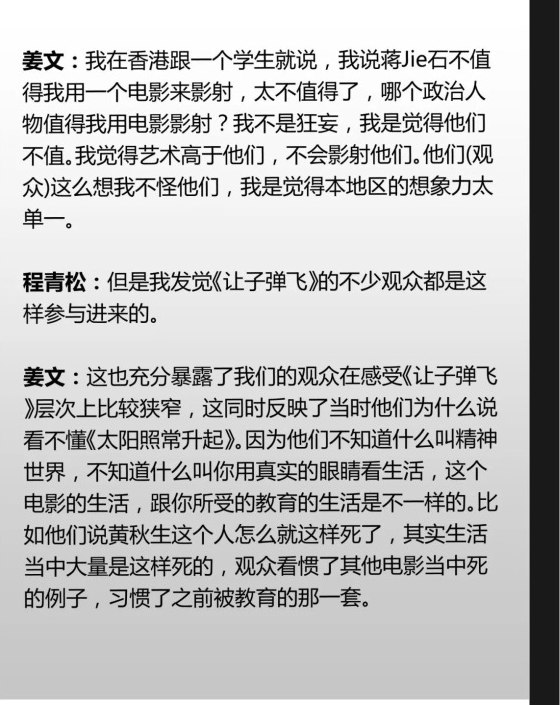 姜文：我在香港跟一个学生就说，我说蒋Jie石不值
得我用一个电影来影射，太不值得了，哪个政治人
物值得我用电影影射？我不是狂妄，我是觉得他们
不值。我觉得艺术高于他们，不会影射他们。他们(观
众)这么想我不怪他们，我是觉得本地区的想象力太
单一。
程青松：但是我发觉《让子弹飞》的不少观众都是这
样参与进来的。
姜文：这也充分暴露了我们的观众在感受《让子弹飞
》层次上比较狭窄，这同时反映了当时他们为什么说
看不懂《太阳照常升起》。因为他们不知道什么叫精神
世界，不知道什么叫你用真实的眼睛看生活，这个
电影的生活，跟你所受的教育的生活是不一样的。比
如他们说黄秋生这个人怎么就这样死了，其实生活
当中大量是这样死的，观众看惯了其他电影当中死
的例子，习惯了之前被教育的那一套。